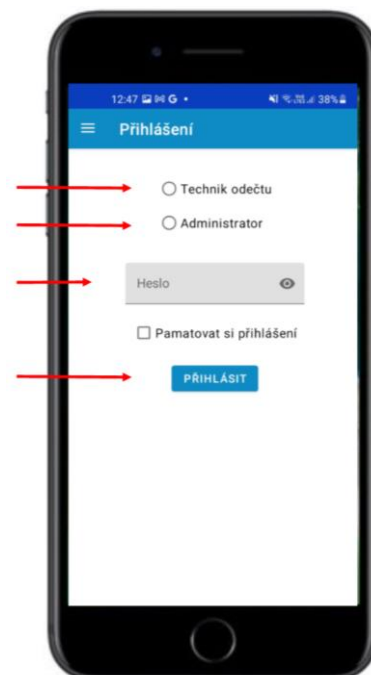 12:47 G
38%
Přihlášení
Technik odečtu
Administrator
Heslo
Pamatovat si přihlášení
PŘIHLÁSIT